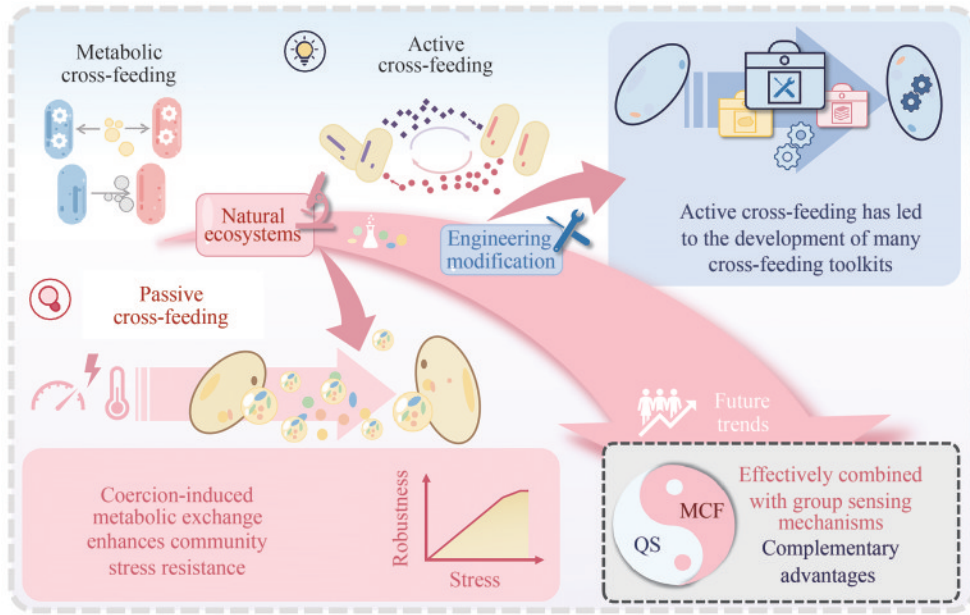 Metabolic
cross-feeding
Active
cross-feeding
Natural
ecosystems
Engineering
modification
Active cross-feeding has led
to the development of many
cross-feeding toolkits
Passive
cross-feeding
Future
trends
Coercion-induced
metabolic exchange
enhances community
stress resistance
Robustness
Stress
MCF
QS
Effectively combined
with group sensing
mechanisms
Complementary
advantages